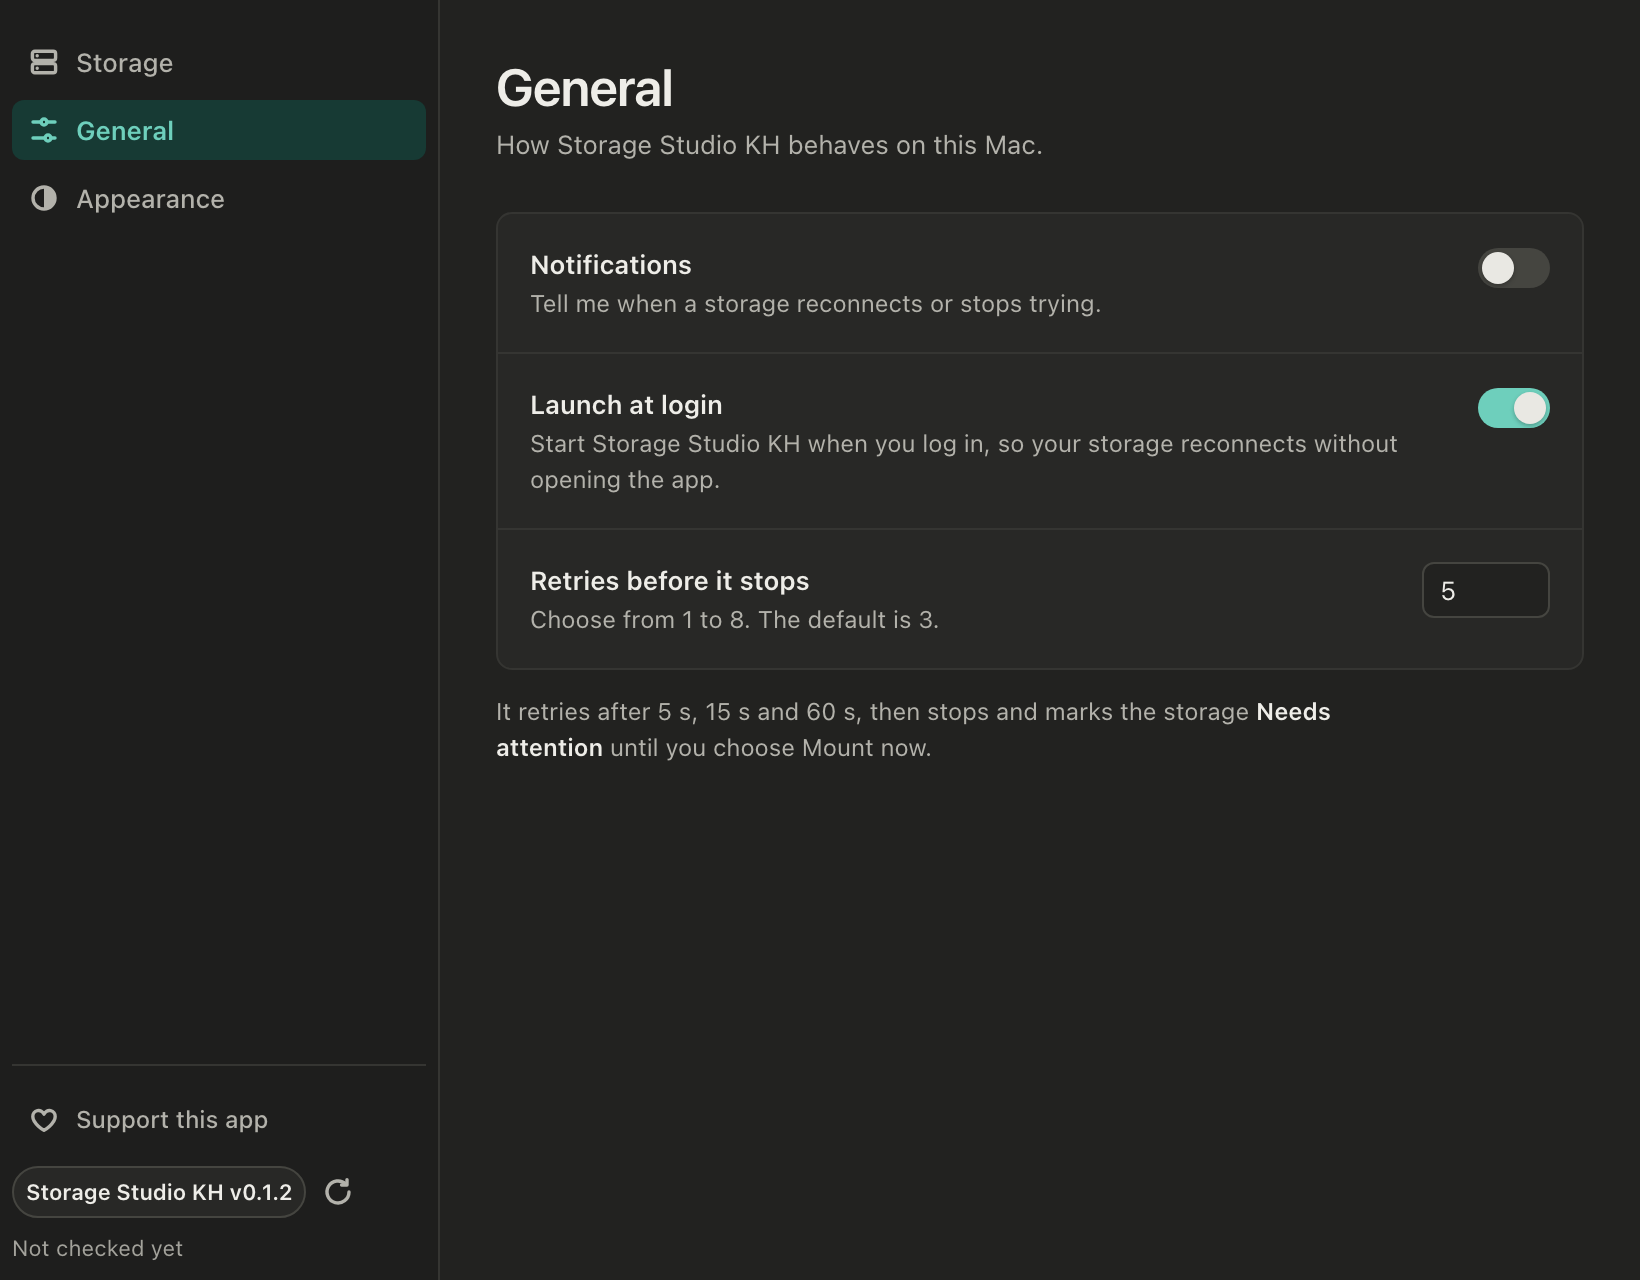 Storage
General
Appearance
Support this app
Storage Studio KH v0.1.2
Not checked yet
General
How Storage Studio KH behaves on this Mac.
Notifications
Tell me when a storage reconnects or stops trying.
Launch at login
Start Storage Studio KH when you log in, so your storage reconnects without
opening the app.
Retries before it stops
Choose from 1 to 8. The default is 3.
5
It retries after 5 s, 15 s and 60 s, then stops and marks the storage Needs
attention until you choose Mount now.